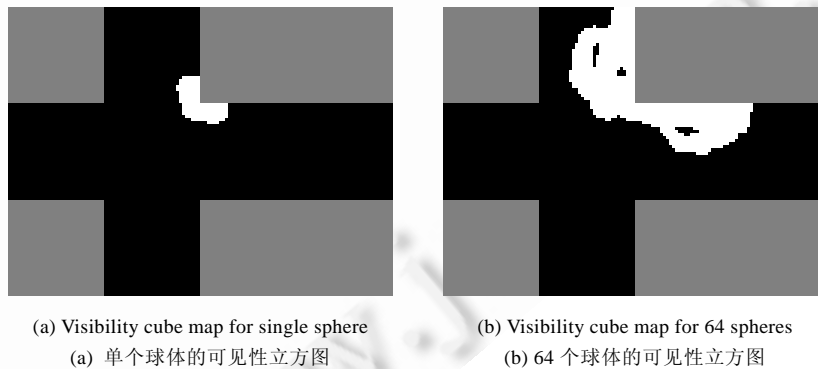 (a) Visibility cube map for single sphere
(a) 单个球体的可见性立方图
(b) Visibility cube map for 64 spheres
(b) 64 个球体的可见性立方图